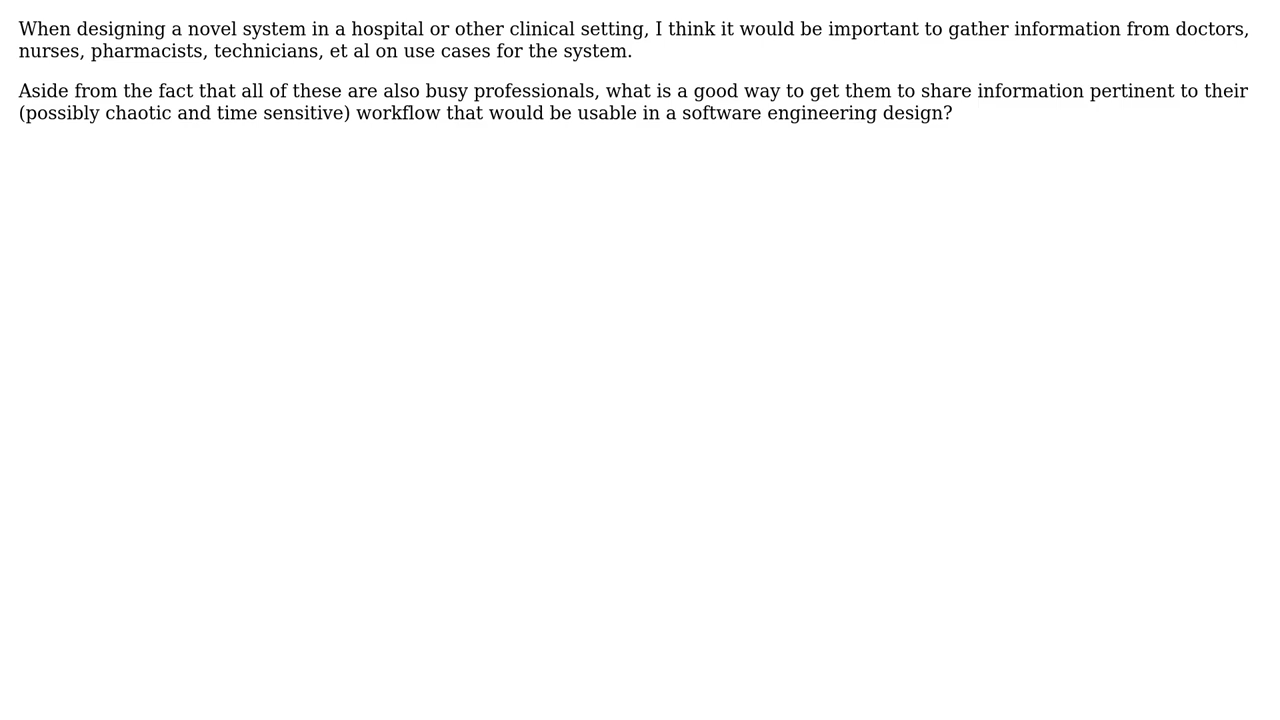 When designing a novel system in a hospital or other clinical setting, I think it would be important to gather information from doctors,
nurses, pharmacists, technicians, et al on use cases for the system.
Aside from the fact that all of these are also busy professionals, what is a good way to get them to share information pertinent to their
(possibly chaotic and time sensitive) workflow that would be usable in a software engineering design?